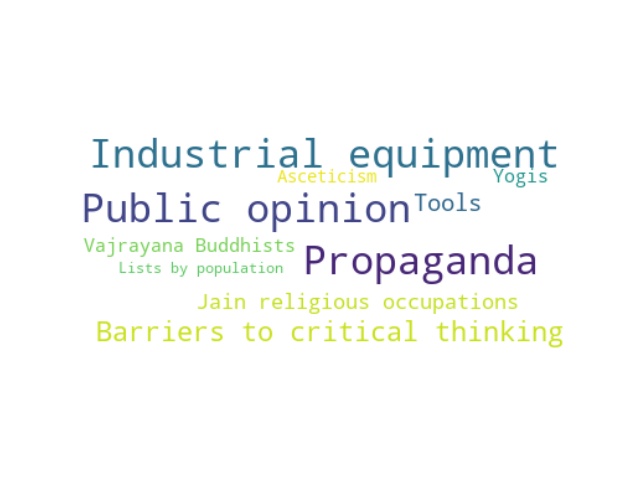 Industrial equipment
Asceticism
Yogis
Public opinion
Tools
Vajrayana Buddhists
Propaganda
Lists by population
Jain religious occupations
Barriers to critical thinking